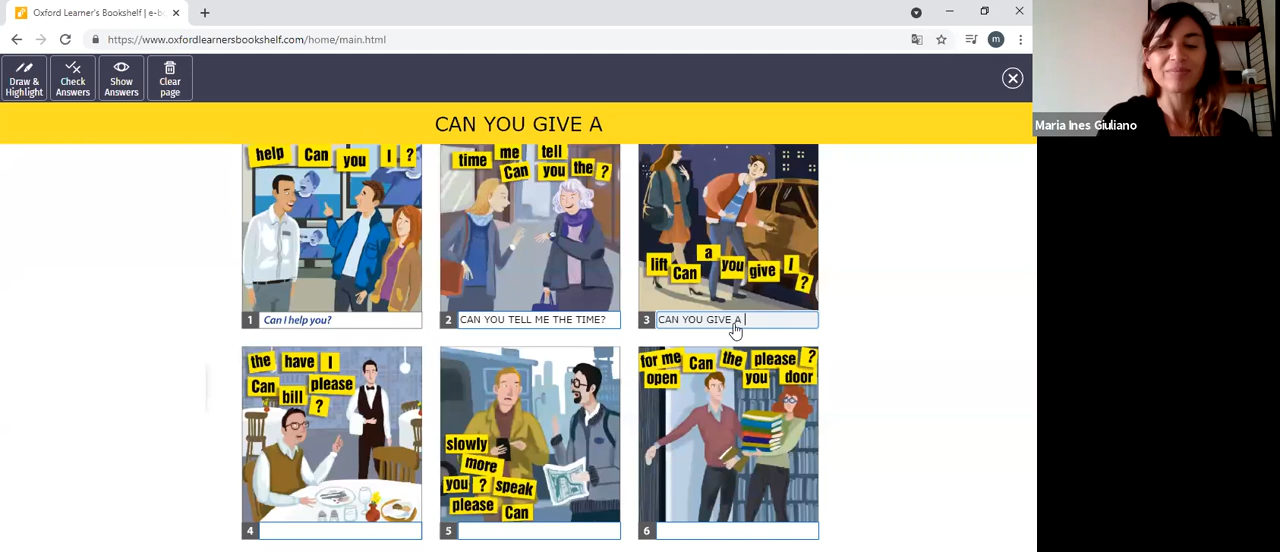 Oxford Learner's Bookshelf | e-bo
https://www.oxfordlearnersbookshelf.com/home/main.html
m
Draw & Highlight
Check Answers
Show Answers
Clear page
Maria Ines Giuliano
CAN YOU GIVE A
help Can you I ?
1 Can I help you?
time me tell
Can you the ?
2 CAN YOU TELL ME THE TIME?
lift Can a you give I ?
3 CAN YOU GIVE A
the have I
Can bill please
?
4
slowly
more
you ? speak
please Can
5
for me Can the please ?
open you door
6